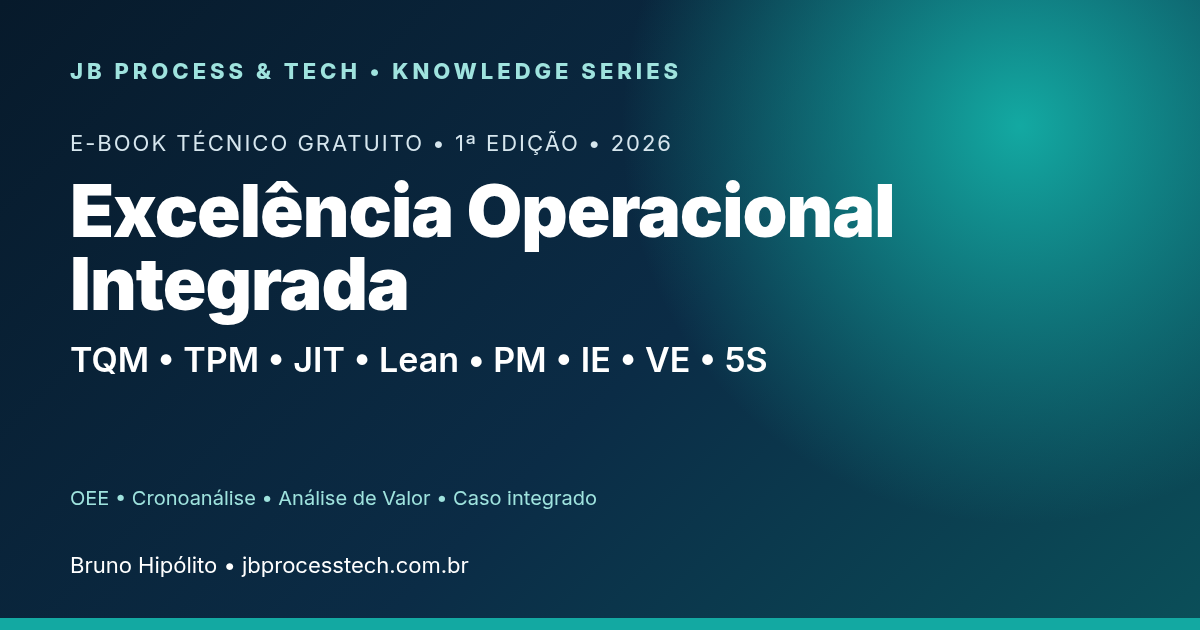 JB PROCESS & TECH • KNOWLEDGE SERIES
E-BOOK TÉCNICO GRATUITO • 1ª EDIÇÃO • 2026
Excelência Operacional
Integrada
TQM • TPM • JIT • Lean • PM • IE • VE • 5S
OEE • Cronoanálise • Análise de Valor • Caso integrado
Bruno Hipólito • jbprocesstech.com.br